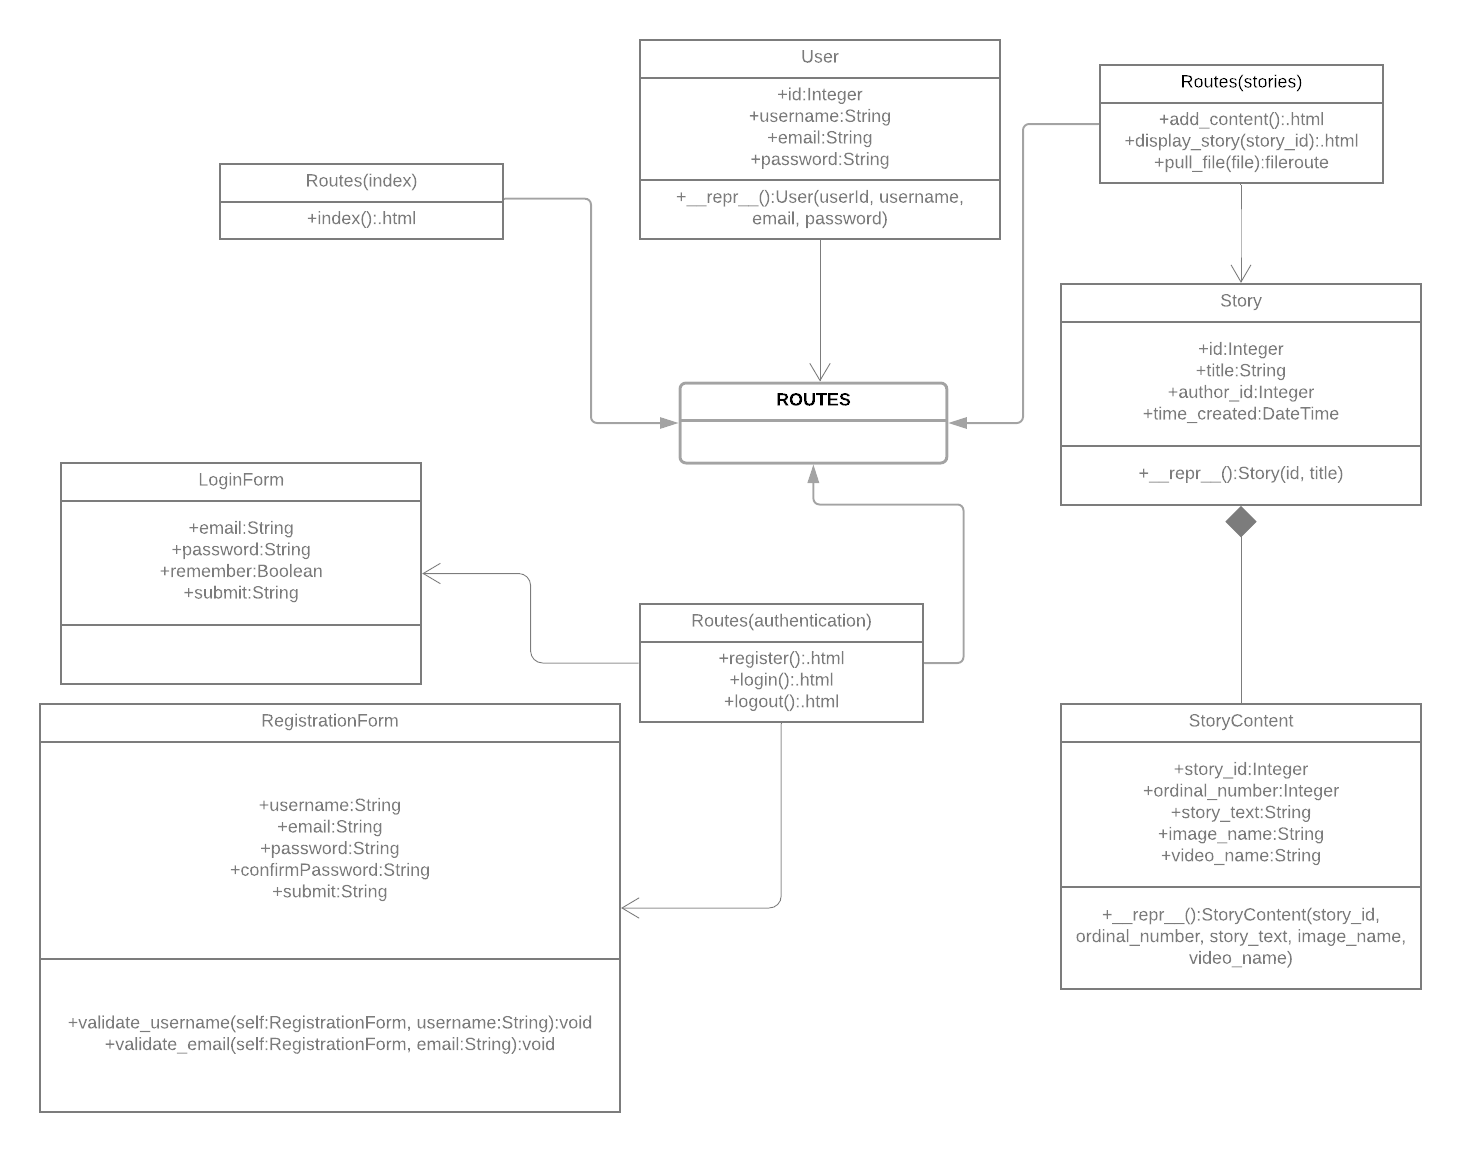 User
+id:Integer
+username:String
+email:String
+password:String
+__repr__():User(userId, username,
email, password)
Routes(stories)
+add_content():.html
+display_story(story_id):.html
+pull_file(file):fileroute
Routes(index)
+index():.html
Story
+id:Integer
+title:String
+author_id:Integer
+time_created:DateTime
+__repr__():Story(id, title)
ROUTES
LoginForm
+email:String
+password:String
+remember:Boolean
+submit:String
Routes(authentication)
+register():.html
+login():.html
+logout():.html
RegistrationForm
+username:String
+email:String
+password:String
+confirmPassword:String
+submit:String
+validate_username(self:RegistrationForm, username:String):void
+validate_email(self:RegistrationForm, email:String):void
StoryContent
+story_id:Integer
+ordinal_number:Integer
+story_text:String
+image_name:String
+video_name:String
+__repr__():StoryContent(story_id,
ordinal_number, story_text, image_name,
video_name)